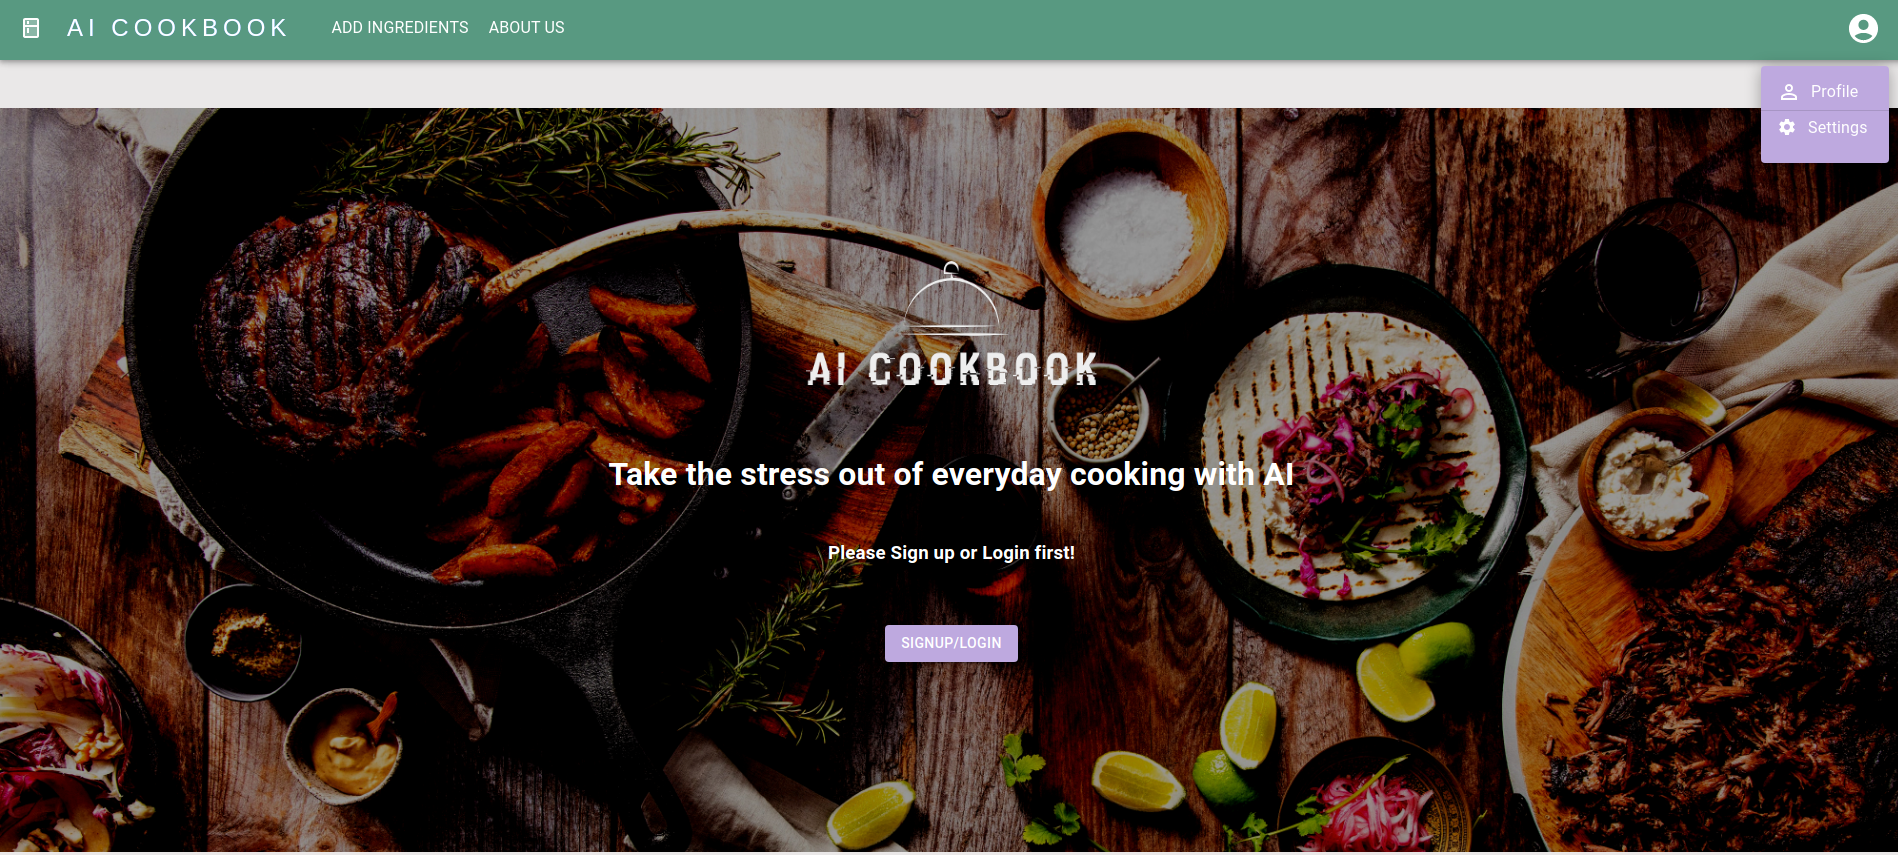 AI COOKBOOK
ADD INGREDIENTS
ABOUT US
Profile
Settings
AI COOKBOOK
Take the stress out of everyday cooking with AI
Please Sign up or Login first!
SIGNUP/LOGIN